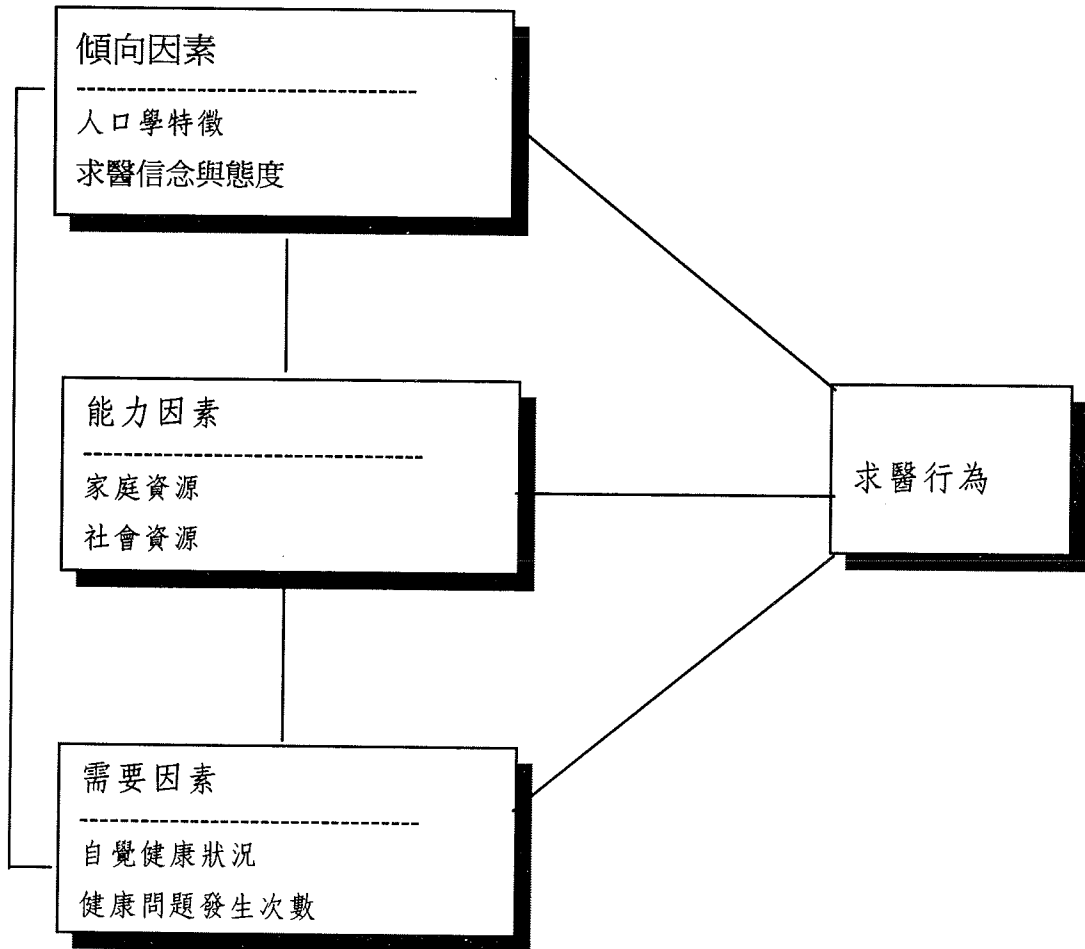 傾向因素
人口學特徵
求醫信念與態度
能力因素
家庭資源
社會資源
求醫行為
需要因素
自覺健康狀況
健康問題發生次數